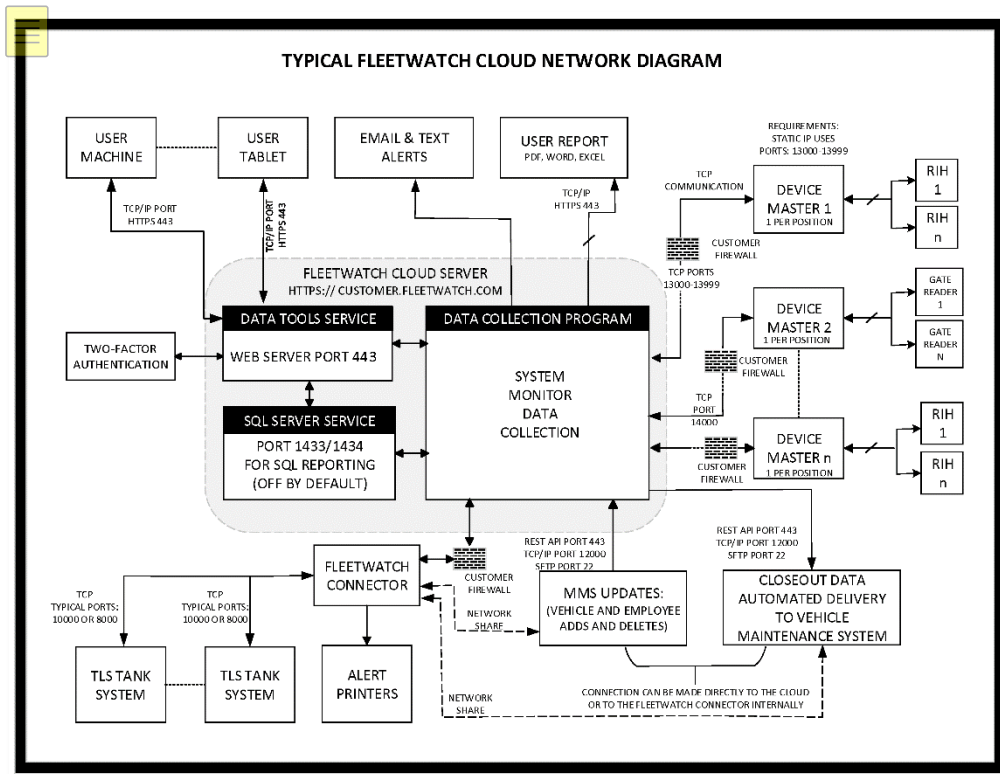 TYPICAL FLEETWATCH CLOUD NETWORK DIAGRAM
USER
MACHINE
USER
TABLET
EMAIL & TEXT
ALERTS
USER REPORT
PDF, WORD, EXCEL
REQUIREMENTS:
STATIC IP USES
PORTS: 13000-13999
TCP
COMMUNICATION
DEVICE
MASTER 1
1 PER POSITION
RIH
1
RIH
n
TCP/IP PORT
HTTPS 443
TCP/IP PORT
HTTPS 443
TCP/IP
HTTPS 443
CUSTOMER
FIREWALL
TCP PORTS
13000-13999
FLEETWATCH CLOUD SERVER
HTTPS:// CUSTOMER.FLEETWATCH.COM
DATA TOOLS SERVICE
WEB SERVER PORT 443
DATA COLLECTION PROGRAM
SYSTEM
MONITOR
DATA
COLLECTION
DEVICE
MASTER 2
1 PER POSITION
GATE
READER
1
GATE
READER
N
CUSTOMER
FIREWALL
TWO-FACTOR
AUTHENTICATION
TCP
PORT
14000
SQL SERVER SERVICE
PORT 1433/1434
FOR SQL REPORTING
(OFF BY DEFAULT)
CUSTOMER
FIREWALL
DEVICE
MASTER n
1 PER POSITION
RIH
1
RIH
n
REST API PORT 443
TCP/IP PORT 12000
SFTP PORT 22
REST API PORT 443
TCP/IP PORT 12000
SFTP PORT 22
FLEETWATCH
CONNECTOR
CUSTOMER
FIREWALL
MMS UPDATES:
(VEHICLE AND EMPLOYEE
ADDS AND DELETES)
CLOSEOUT DATA
AUTOMATED DELIVERY
TO VEHICLE
MAINTENANCE SYSTEM
TCP
TYPICAL PORTS:
10000 OR 8000
TCP
TYPICAL PORTS:
10000 OR 8000
NETWORK
SHARE
TLS TANK
SYSTEM
TLS TANK
SYSTEM
ALERT
PRINTERS
NETWORK
SHARE
CONNECTION CAN BE MADE DIRECTLY TO THE CLOUD
OR TO THE FLEETWATCH CONNECTOR INTERNALLY